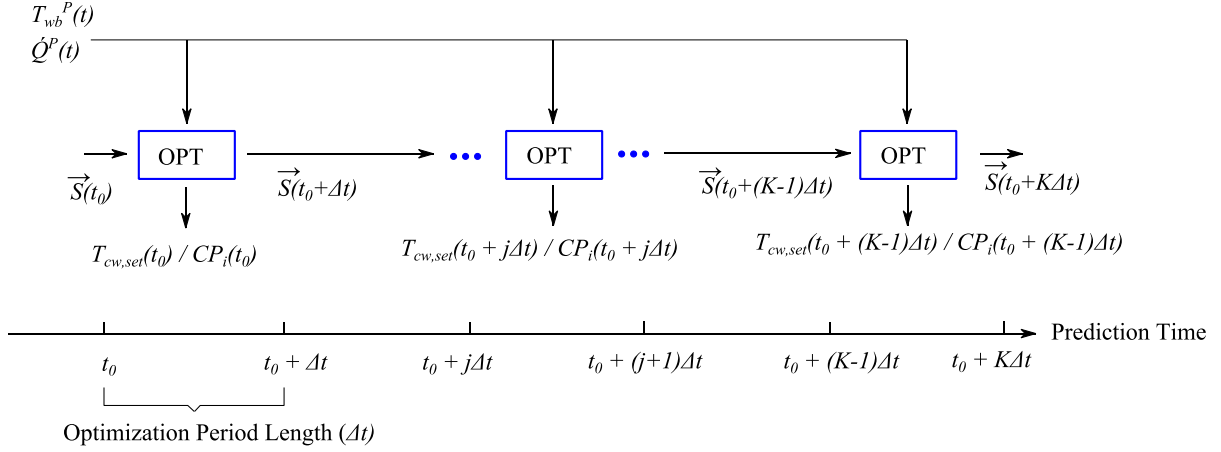 T_wb^P(t)
Q̇^P(t)
OPT
OPT
OPT
S⃗(t₀)
S⃗(t₀+Δt)
S⃗(t₀+(K-1)Δt)
S⃗(t₀+KΔt)
T_cw,set(t₀) / CP_i(t₀)
T_cw,set(t₀ + jΔt) / CP_i(t₀ + jΔt)
T_cw,set(t₀ + (K-1)Δt) / CP_i(t₀ + (K-1)Δt)
Prediction Time
t₀
t₀ + Δt
t₀ + jΔt
t₀ + (j+1)Δt
t₀ + (K-1)Δt
t₀ + KΔt
Optimization Period Length (Δt)